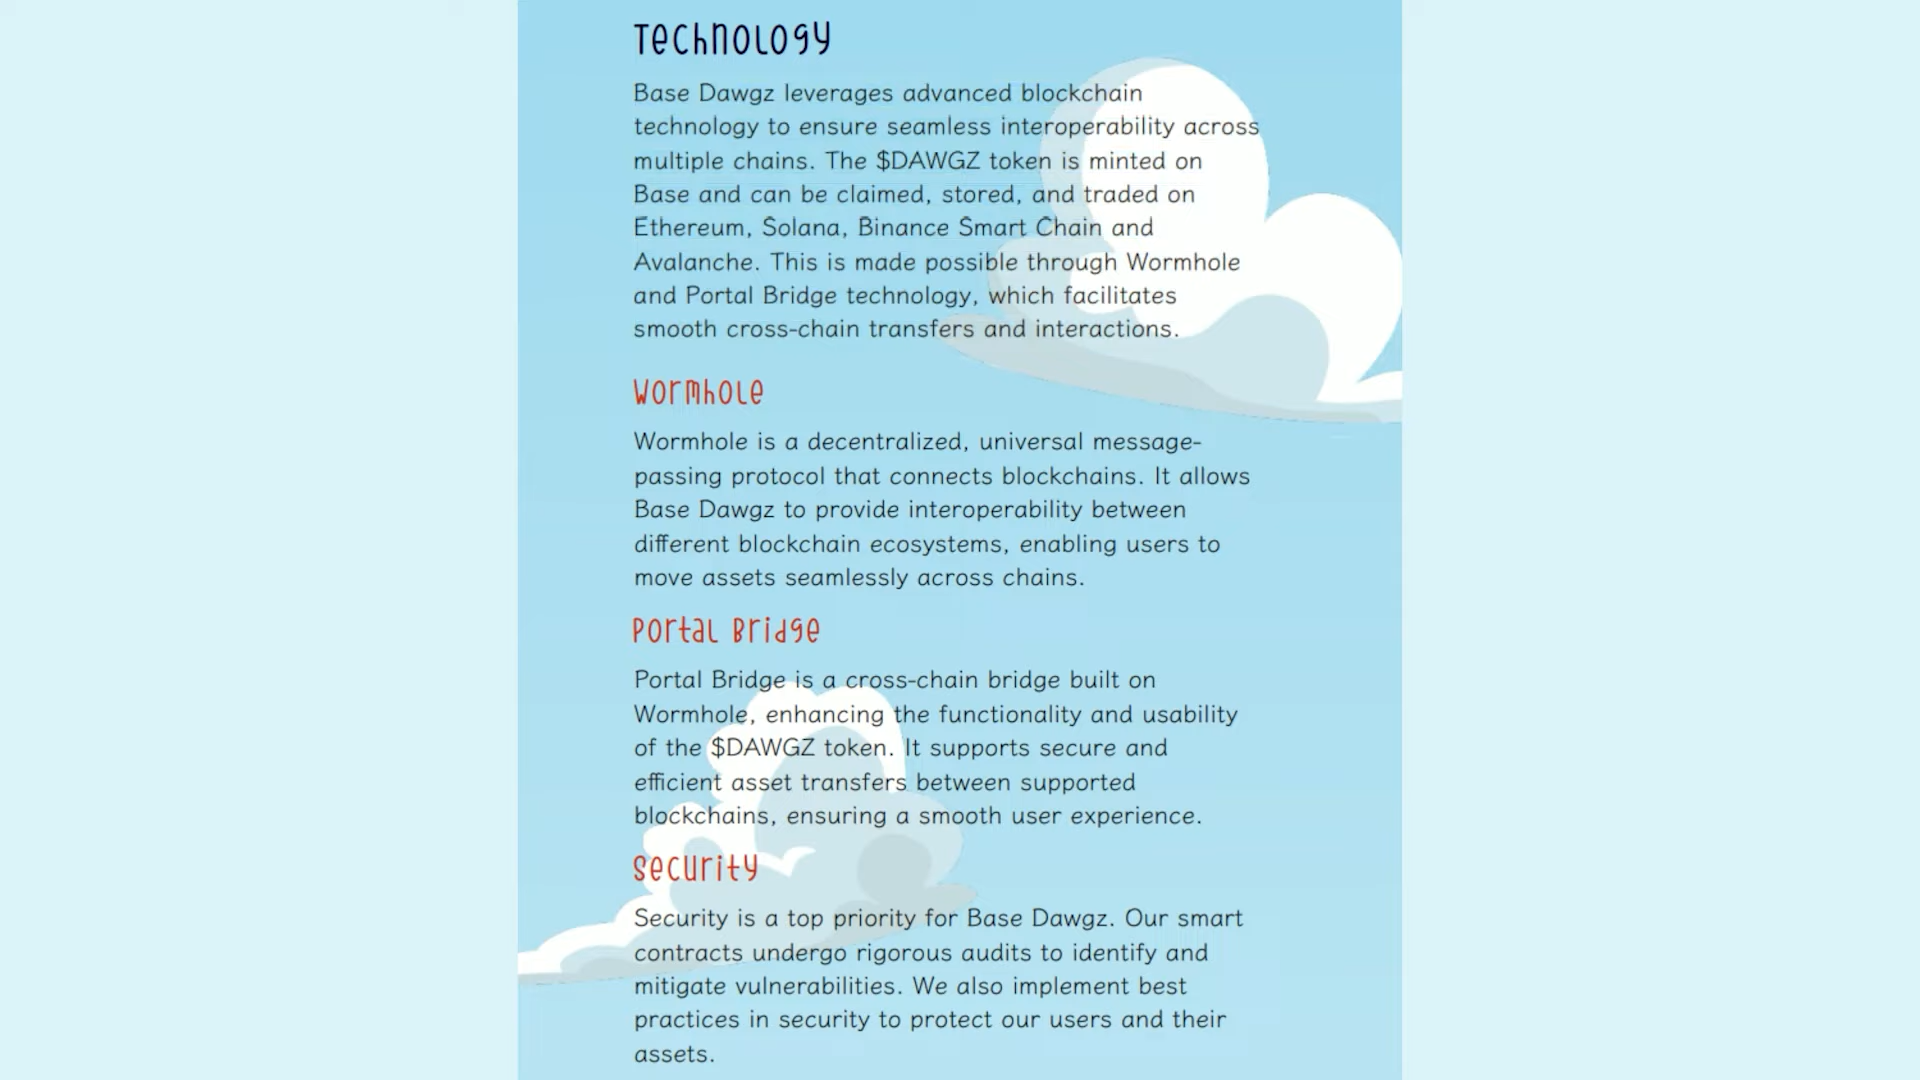 Technology
Base Dawgz leverages advanced blockchain
technology to ensure seamless interoperability across
multiple chains. The $DAWGZ token is minted on
Base and can be claimed, stored, and traded on
Ethereum, Solana, Binance Smart Chain and
Avalanche. This is made possible through Wormhole
and Portal Bridge technology, which facilitates
smooth cross-chain transfers and interactions.
Wormhole
Wormhole is a decentralized, universal message-
passing protocol that connects blockchains. It allows
Base Dawgz to provide interoperability between
different blockchain ecosystems, enabling users to
move assets seamlessly across chains.
Portal Bridge
Portal Bridge is a cross-chain bridge built on
Wormhole, enhancing the functionality and usability
of the $DAWGZ token. It supports secure and
efficient asset transfers between supported
blockchains, ensuring a smooth user experience.
Security
Security is a top priority for Base Dawgz. Our smart
contracts undergo rigorous audits to identify and
mitigate vulnerabilities. We also implement best
practices in security to protect our users and their
assets.